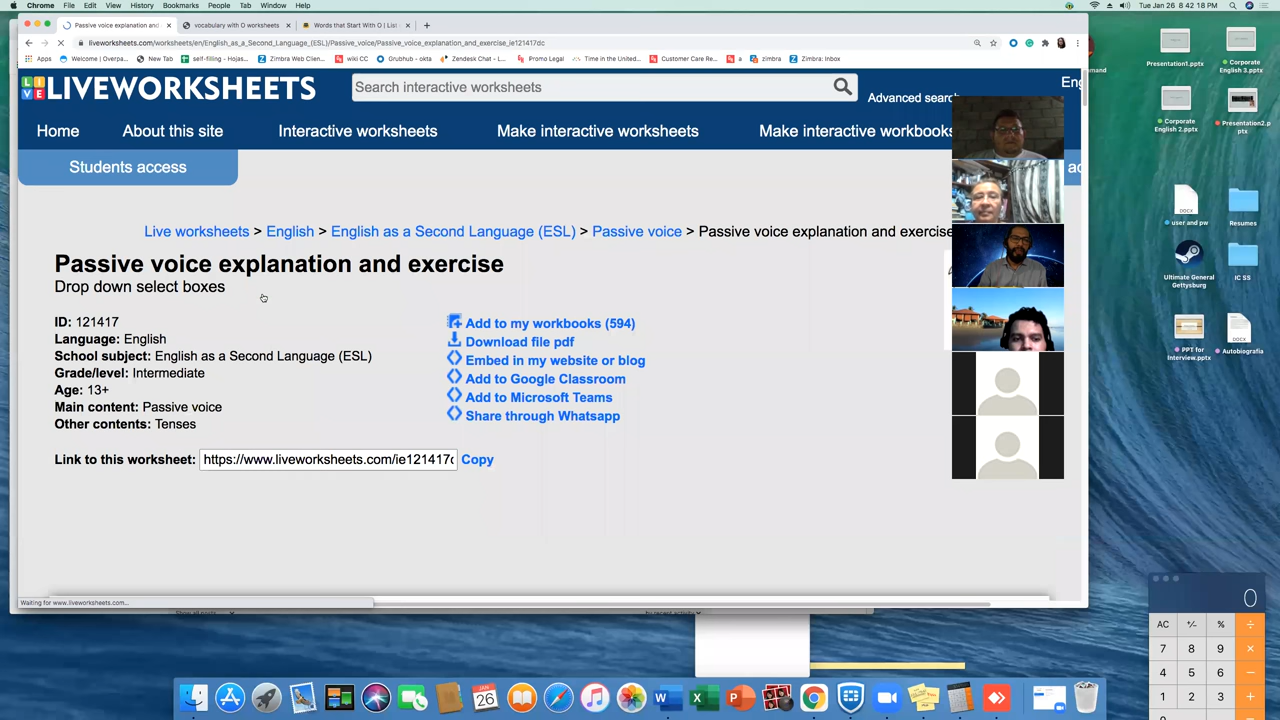 Chrome File Edit View History Bookmarks People Tab Window Help
Tue Jan 26 8 42 18 PM
Passive voice explanation and
vocabulary with O worksheets
Words that Start With O | List
liveworksheets.com/worksheets/en/English_as_a_Second_Language_(ESL)/Passive_voice/Passive_voice_explanation_and_exercise_ie121417dc
Apps Welcome | Overpa... New Tab self-filling - Hojas... Zimbra Web Clien... wiki CC Grubhub - okta Zendesk Chat – L... Promo Legal Time in the United... Customer Care Re... a zimbra Zimbra: Inbox
LIVE
LIVEWORKSHEETS
Search interactive worksheets
Advanced search
Home About this site Interactive worksheets Make interactive worksheets Make interactive workbooks
Students access
Live worksheets > English > English as a Second Language (ESL) > Passive voice > Passive voice explanation and exercise
Passive voice explanation and exercise
Drop down select boxes
ID: 121417
Language: English
School subject: English as a Second Language (ESL)
Grade/level: Intermediate
Age: 13+
Main content: Passive voice
Other contents: Tenses
Add to my workbooks (594)
Download file pdf
Embed in my website or blog
Add to Google Classroom
Add to Microsoft Teams
Share through Whatsapp
Link to this worksheet: https://www.liveworksheets.com/ie121417 Copy
Waiting for www.liveworksheets.com...
Presentation1.pptx
Corporate English 3.pptx
Corporate English 2.pptx
Presentation2.pptx
DOCX
user and pw
Resumes
Ultimate General Gettysburg
IC SS
PPT for Interview.pptx
DOCX
Autobiografia
0
AC +/- % ÷
7 8 9 ×
4 5 6 −
1 2 3 +
JAN
26